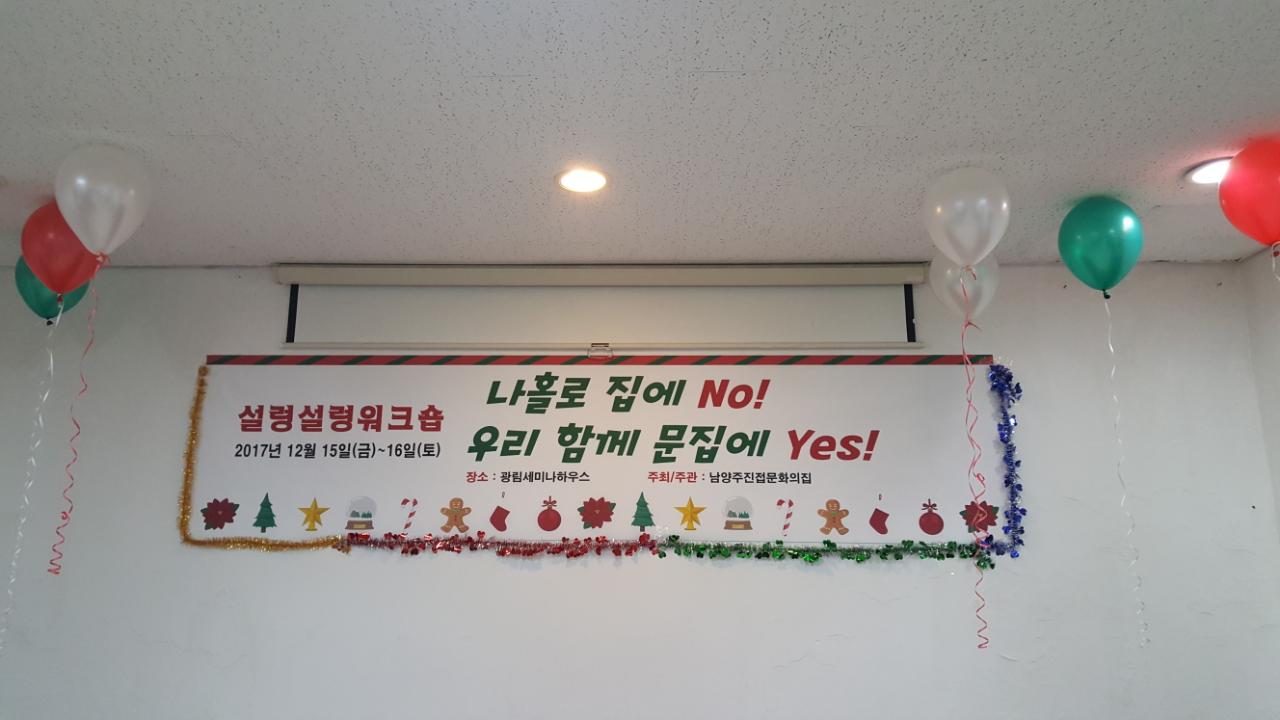 설렁설렁워크숍
2017년 12월 15일(금)~16일(토)
나홀로 집에 No!
우리 함께 문집에 Yes!
장소 : 광림세미나하우스
주최/주관 : 남양주진접문화의집